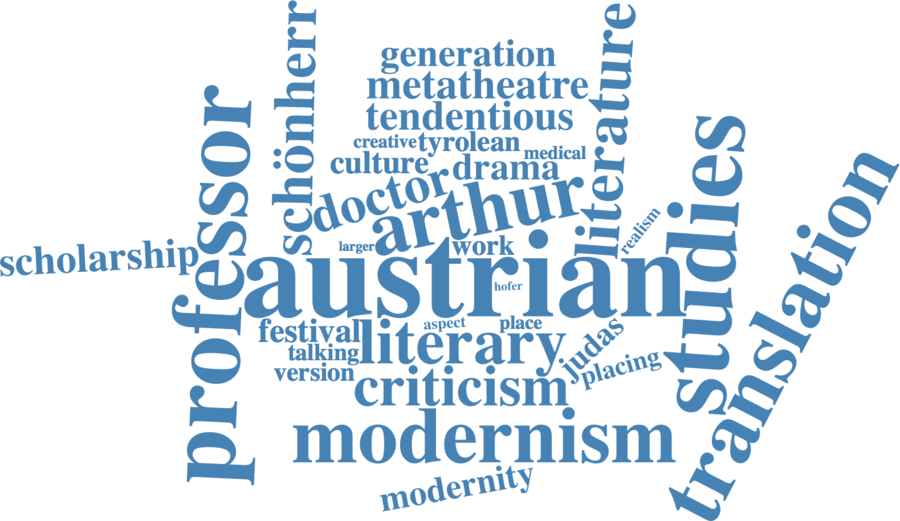 generation
metatheatre
tendentious
creative tyrolean
medical
culture drama
schönherr
literature
professor
doctor
arthur
studies
translation
scholarship
larger
work
realism
austrian
hofer
festival
aspect
place
talking
literary
judas
version
placing
criticism
modernism
modernity